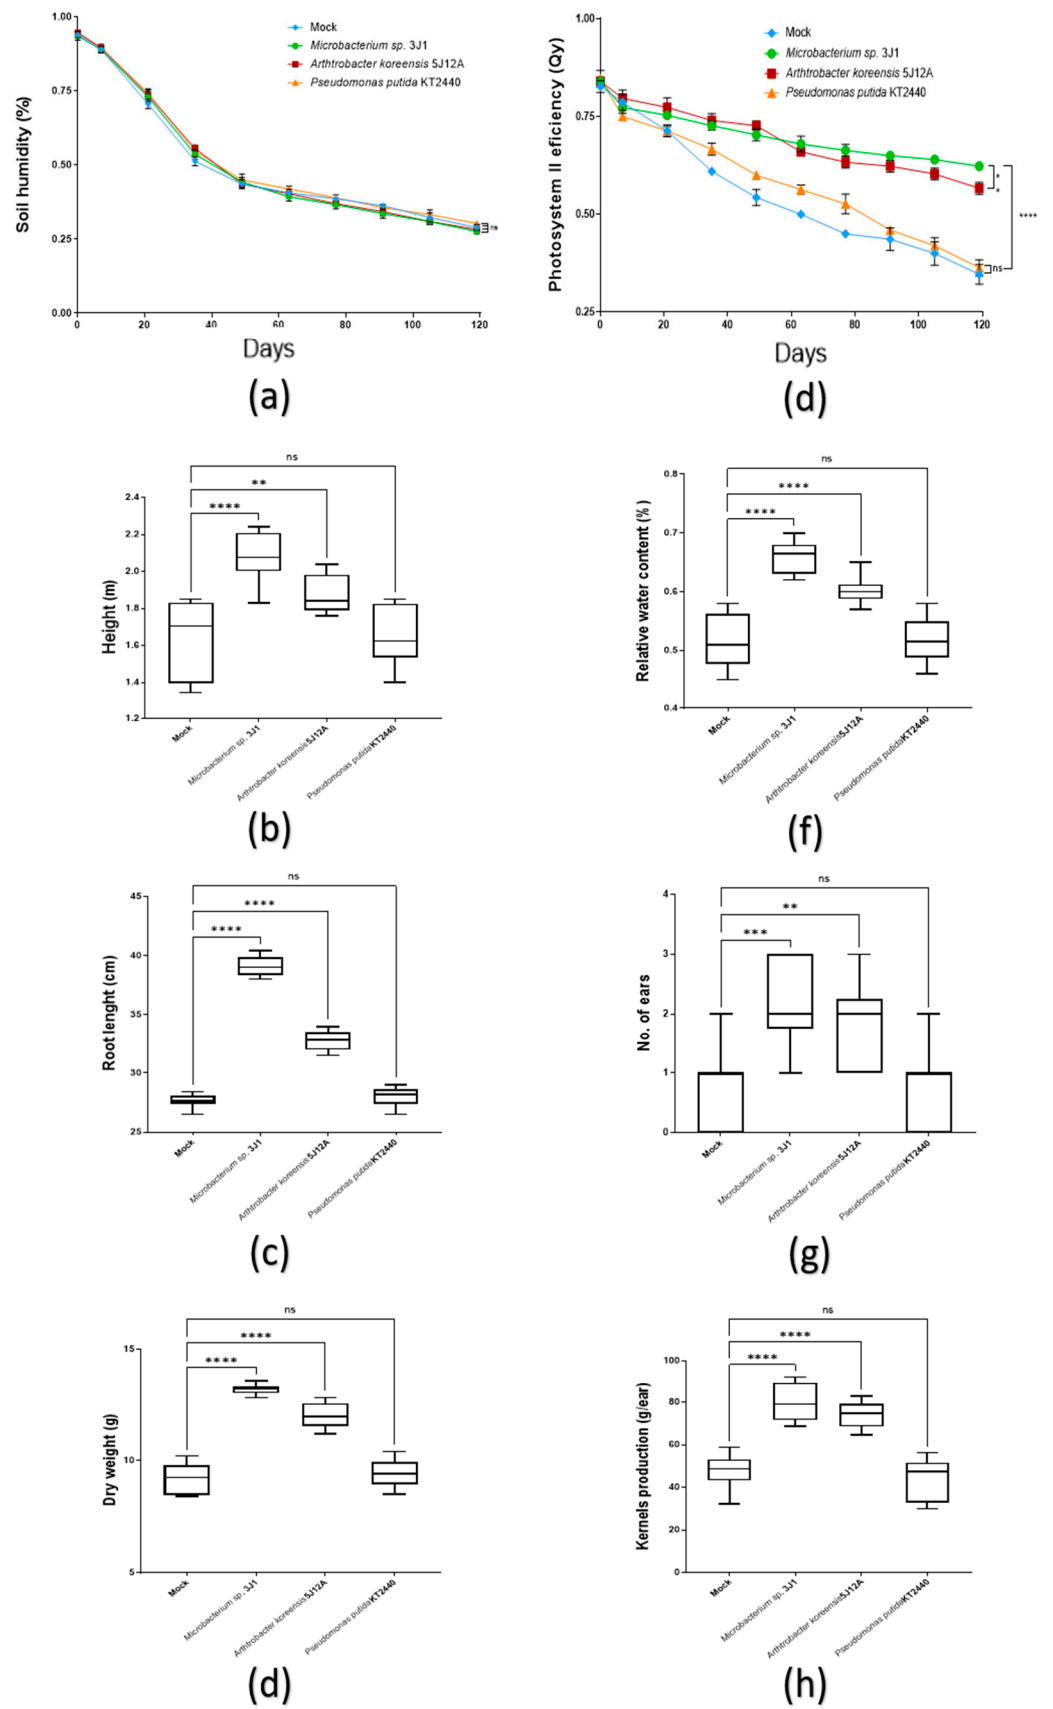 1.00
0.75
0.50
0.25
0.00
Soil humidity (%)
Mock
Microbacterium sp. 3J1
Arthtrobacter koreensis 5J12A
Pseudomonas putida KT2440
ns
0 20 40 60 80 100 120
Days
(a)
1.00
0.75
0.50
0.25
Photosystem II eficiency (Qy)
Mock
Microbacterium sp. 3J1
Arthtrobacter koreensis 5J12A
Pseudomonas putida KT2440
*
*
****
ns
0 20 40 60 80 100 120
Days
(d)
ns
**
****
2.4
2.2
2.0
1.8
1.6
1.4
1.2
Height (m)
Mock
Microbacterium sp. 3J1
Arthtrobacter koreensis 5J12A
Pseudomonas putida KT2440
(b)
ns
****
****
0.8
0.7
0.6
0.5
0.4
Relative water content (%)
Mock
Microbacterium sp. 3J1
Arthtrobacter koreensis 5J12A
Pseudomonas putida KT2440
(f)
ns
****
****
45
40
35
30
25
Root lenght (cm)
Mock
Microbacterium sp. 3J1
Arthtrobacter koreensis 5J12A
Pseudomonas putida KT2440
(c)
ns
**
***
4
3
2
1
0
No. of ears
Mock
Microbacterium sp. 3J1
Arthtrobacter koreensis 5J12A
Pseudomonas putida KT2440
(g)
ns
****
****
15
10
5
Dry weight (g)
Mock
Microbacterium sp. 3J1
Arthtrobacter koreensis 5J12A
Pseudomonas putida KT2440
(d)
ns
****
****
100
80
60
40
20
0
Kernels production (g/ear)
Mock
Microbacterium sp. 3J1
Arthtrobacter koreensis 5J12A
Pseudomonas putida KT2440
(h)